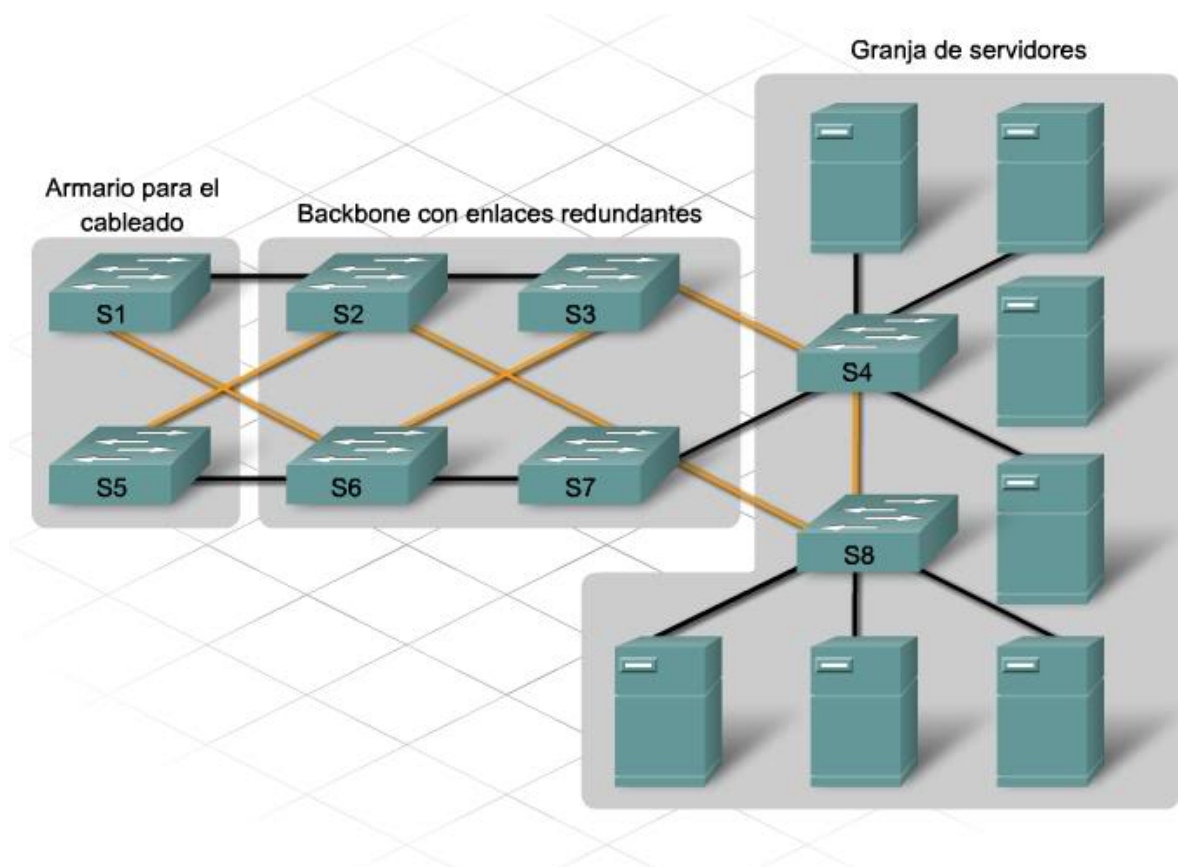 Granja de servidores
Armario para el
cableado
Backbone con enlaces redundantes
S1
S2
S3
S4
S5
S6
S7
S8